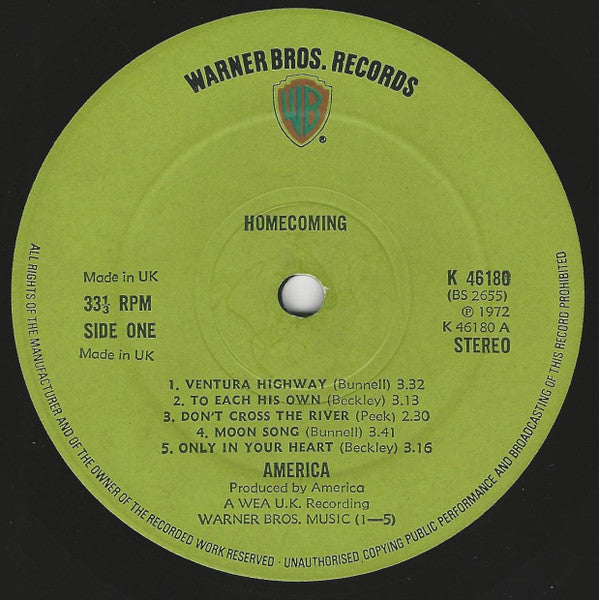 WARNER BROS. RECORDS
WB
®
HOMECOMING
Made in UK
33⅓ RPM
SIDE ONE
Made in UK
K 46180
(BS 2655)
℗ 1972
K 46180 A
STEREO
1. VENTURA HIGHWAY (Bunnell) 3.32
2. TO EACH HIS OWN (Beckley) 3.13
3. DON'T CROSS THE RIVER (Peek) 2.30
4. MOON SONG (Bunnell) 3.41
5. ONLY IN YOUR HEART (Beckley) 3.16
AMERICA
Produced by America
A WEA U.K. Recording
WARNER BROS. MUSIC (1—5)
ALL RIGHTS OF THE MANUFACTURER AND OF THE OWNER OF THE RECORDED WORK RESERVED - UNAUTHORISED COPYING PUBLIC PERFORMANCE AND BROADCASTING OF THIS RECORD PROHIBITED